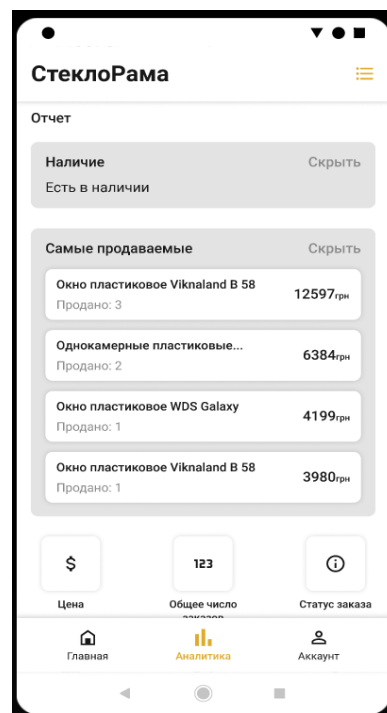 СтеклоРама
Отчет
Наличие Скрыть
Есть в наличии
Самые продаваемые Скрыть
Окно пластиковое Viknaland В 58
12597грн
Продано: 3
Однокамерные пластиковые...
6384грн
Продано: 2
Окно пластиковое WDS Galaxy
4199грн
Продано: 1
Окно пластиковое Viknaland В 58
3980грн
Продано: 1
$ 123
Цена Общее число Статус заказа
заказов
Главная Аналитика Аккаунт